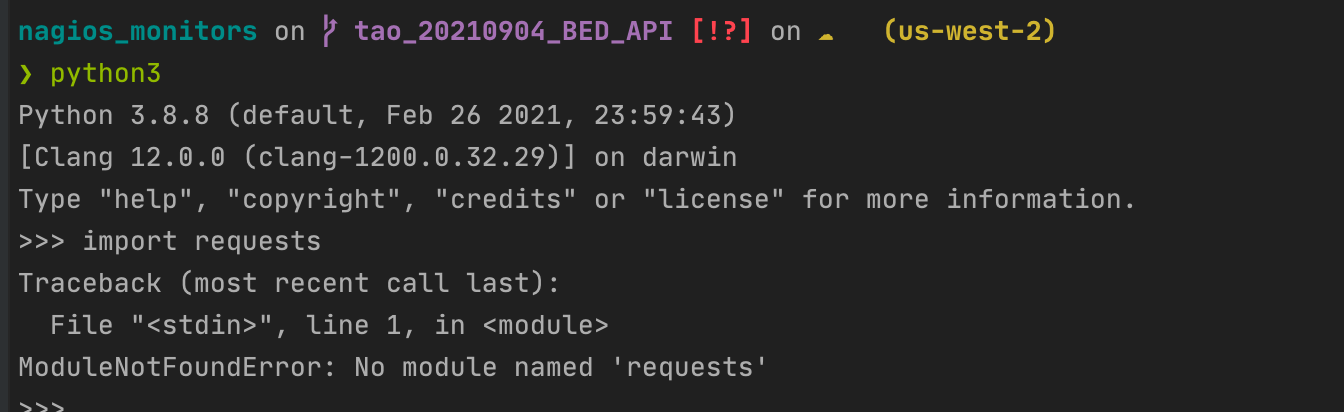 nagios_monitors on tao_20210904_BED_API [!?] on ☁ (us-west-2)
❯ python3
Python 3.8.8 (default, Feb 26 2021, 23:59:43)
[Clang 12.0.0 (clang-1200.0.32.29)] on darwin
Type "help", "copyright", "credits" or "license" for more information.
>>> import requests
Traceback (most recent call last):
  File "<stdin>", line 1, in <module>
ModuleNotFoundError: No module named 'requests'
>>>